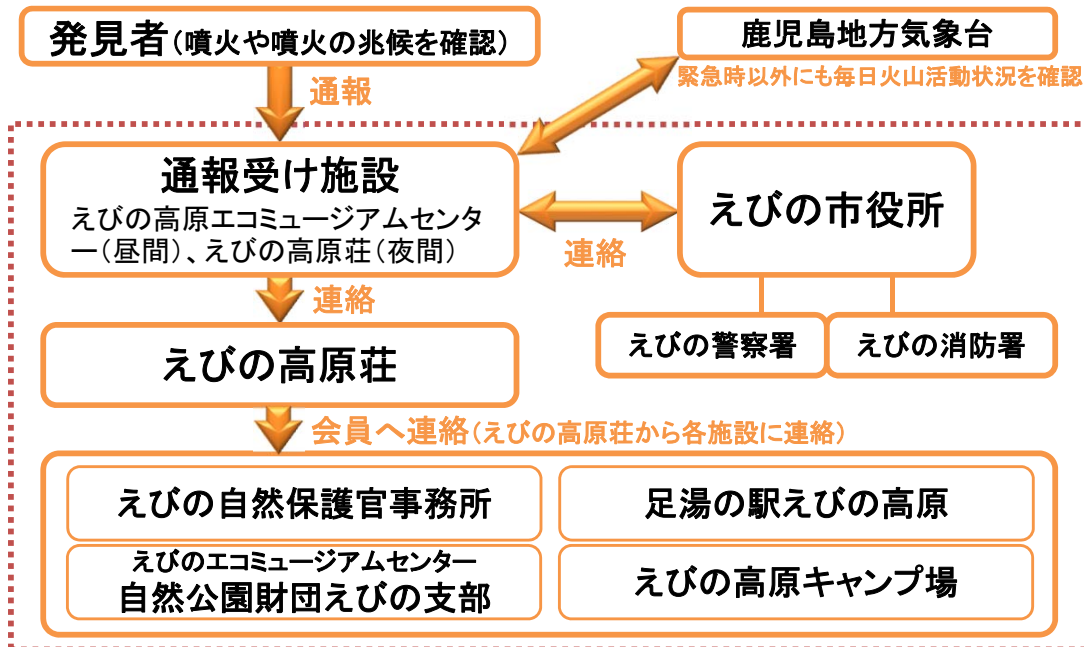 発見者（噴火や噴火の兆候を確認）
鹿児島地方気象台
緊急時以外にも毎日火山活動状況を確認
通報
通報受け施設
えびの高原エコミュージアムセンタ
ー（昼間）、えびの高原荘（夜間）
えびの市役所
連絡
連絡
えびの警察署
えびの消防署
えびの高原荘
会員へ連絡（えびの高原荘から各施設に連絡）
えびの自然保護官事務所
足湯の駅えびの高原
えびのエコミュージアムセンター
自然公園財団えびの支部
えびの高原キャンプ場